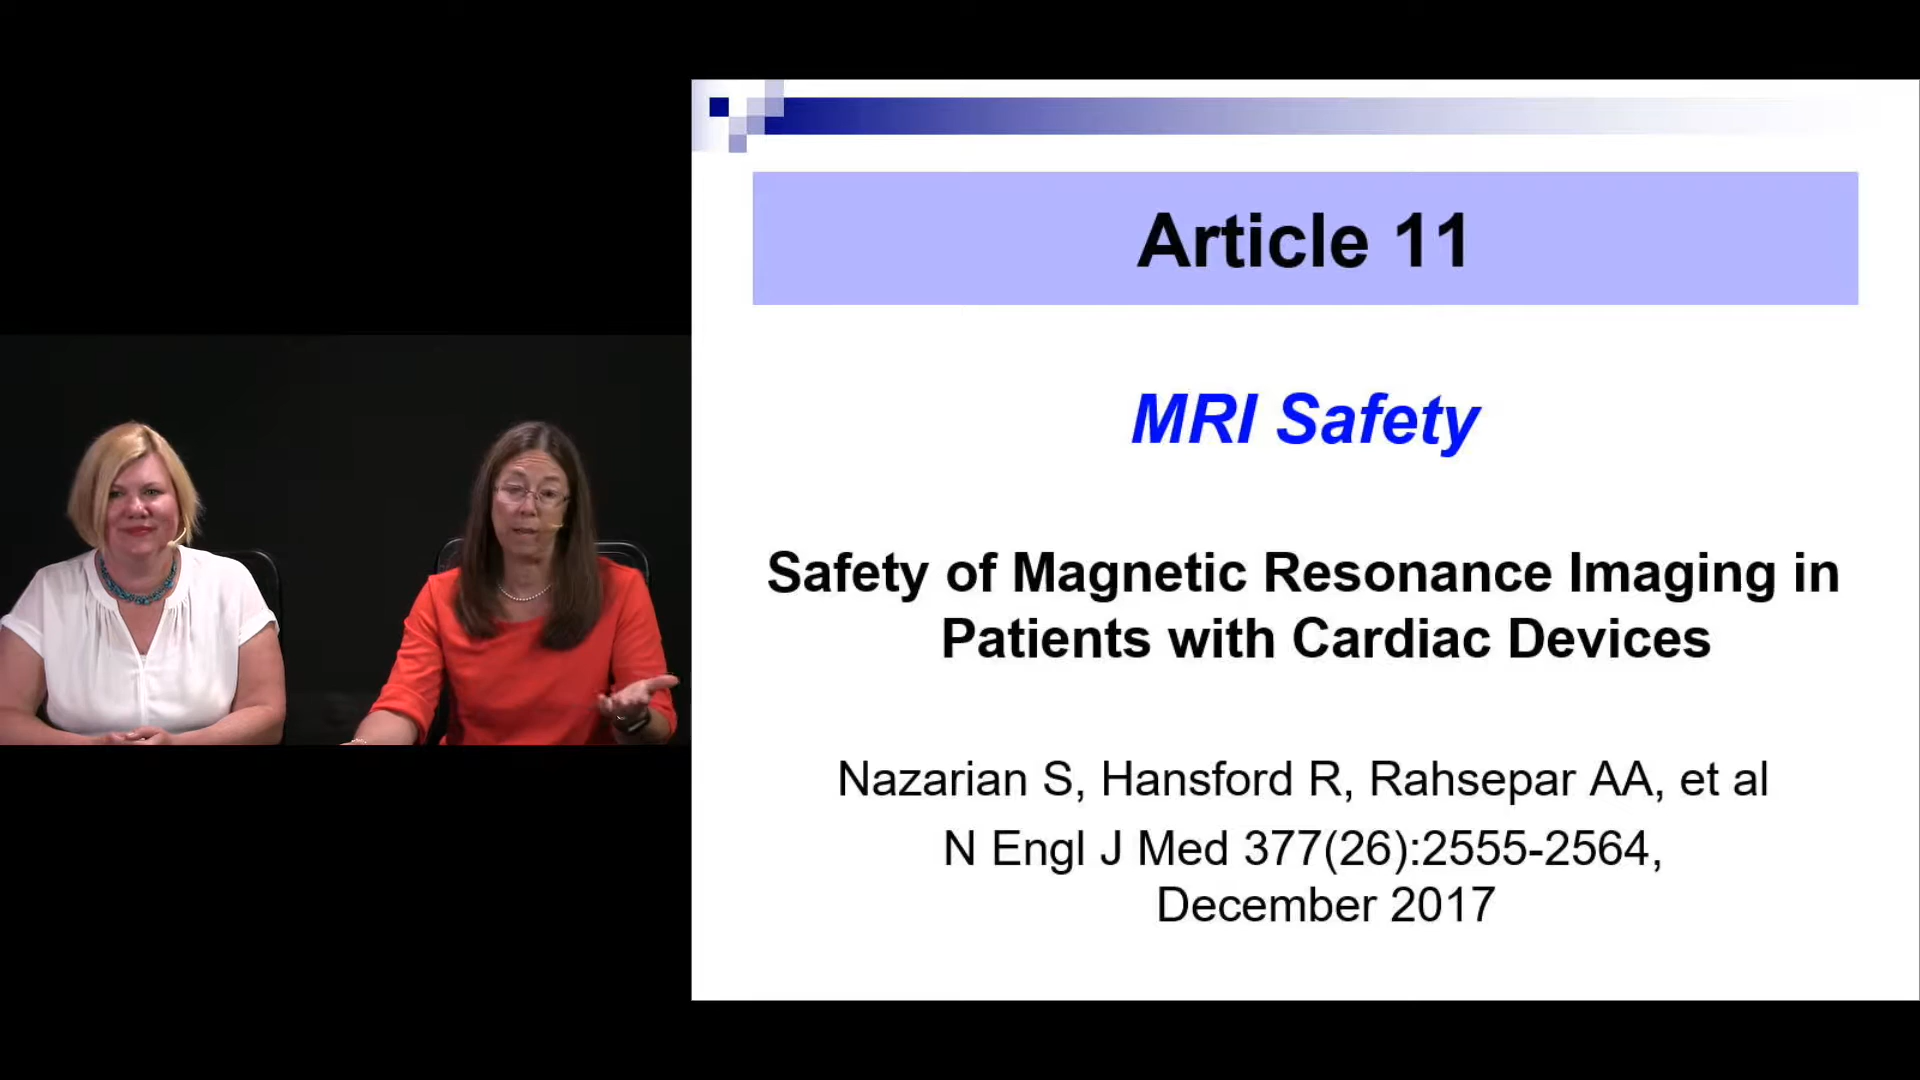 Article 11
MRI Safety
Safety of Magnetic Resonance Imaging in
Patients with Cardiac Devices
Nazarian S, Hansford R, Rahsepar AA, et al
N Engl J Med 377(26):2555-2564,
December 2017